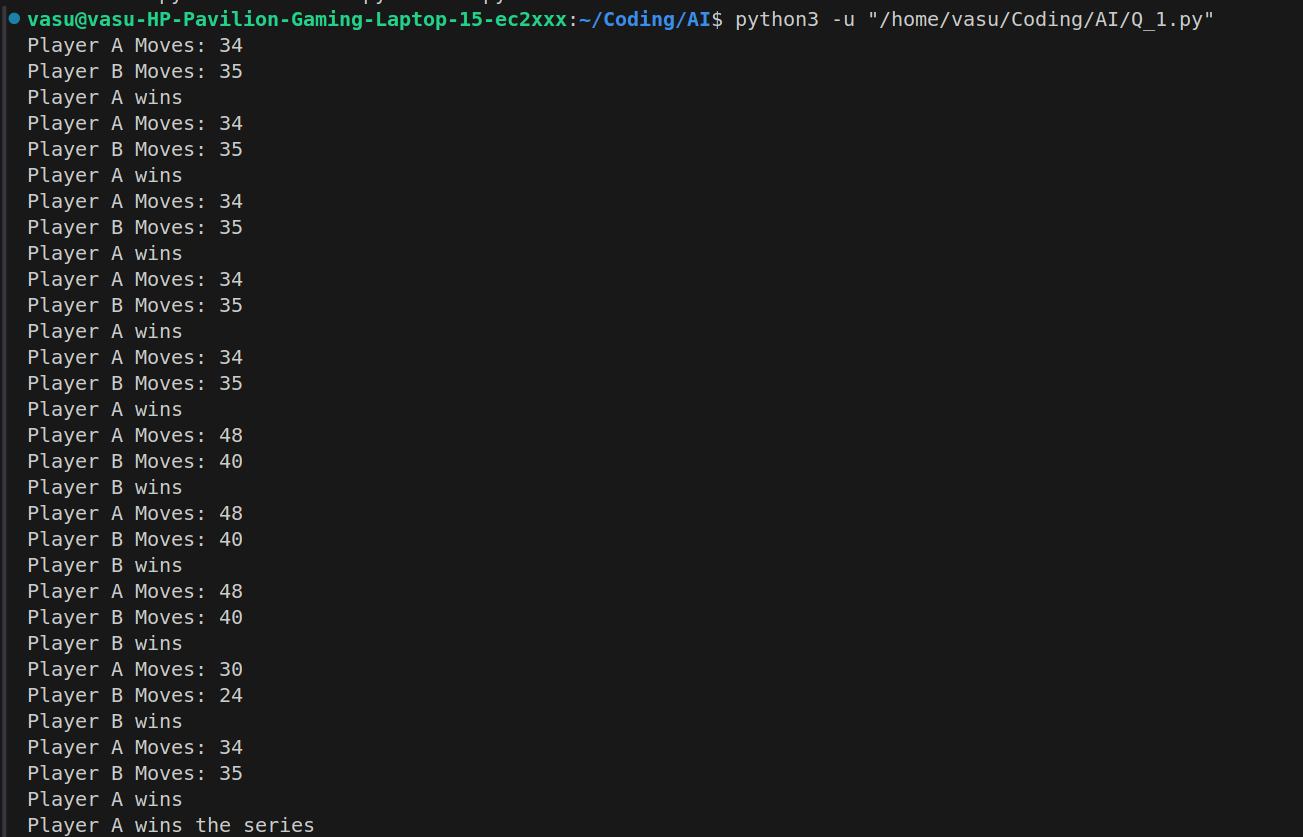 vasu@vasu-HP-Pavilion-Gaming-Laptop-15-ec2xxx:~/Coding/AI$ python3 -u "/home/vasu/Coding/AI/Q_1.py"
Player A Moves: 34
Player B Moves: 35
Player A wins
Player A Moves: 34
Player B Moves: 35
Player A wins
Player A Moves: 34
Player B Moves: 35
Player A wins
Player A Moves: 34
Player B Moves: 35
Player A wins
Player A Moves: 34
Player B Moves: 35
Player A wins
Player A Moves: 48
Player B Moves: 40
Player B wins
Player A Moves: 48
Player B Moves: 40
Player B wins
Player A Moves: 48
Player B Moves: 40
Player B wins
Player A Moves: 30
Player B Moves: 24
Player B wins
Player A Moves: 34
Player B Moves: 35
Player A wins
Player A wins the series